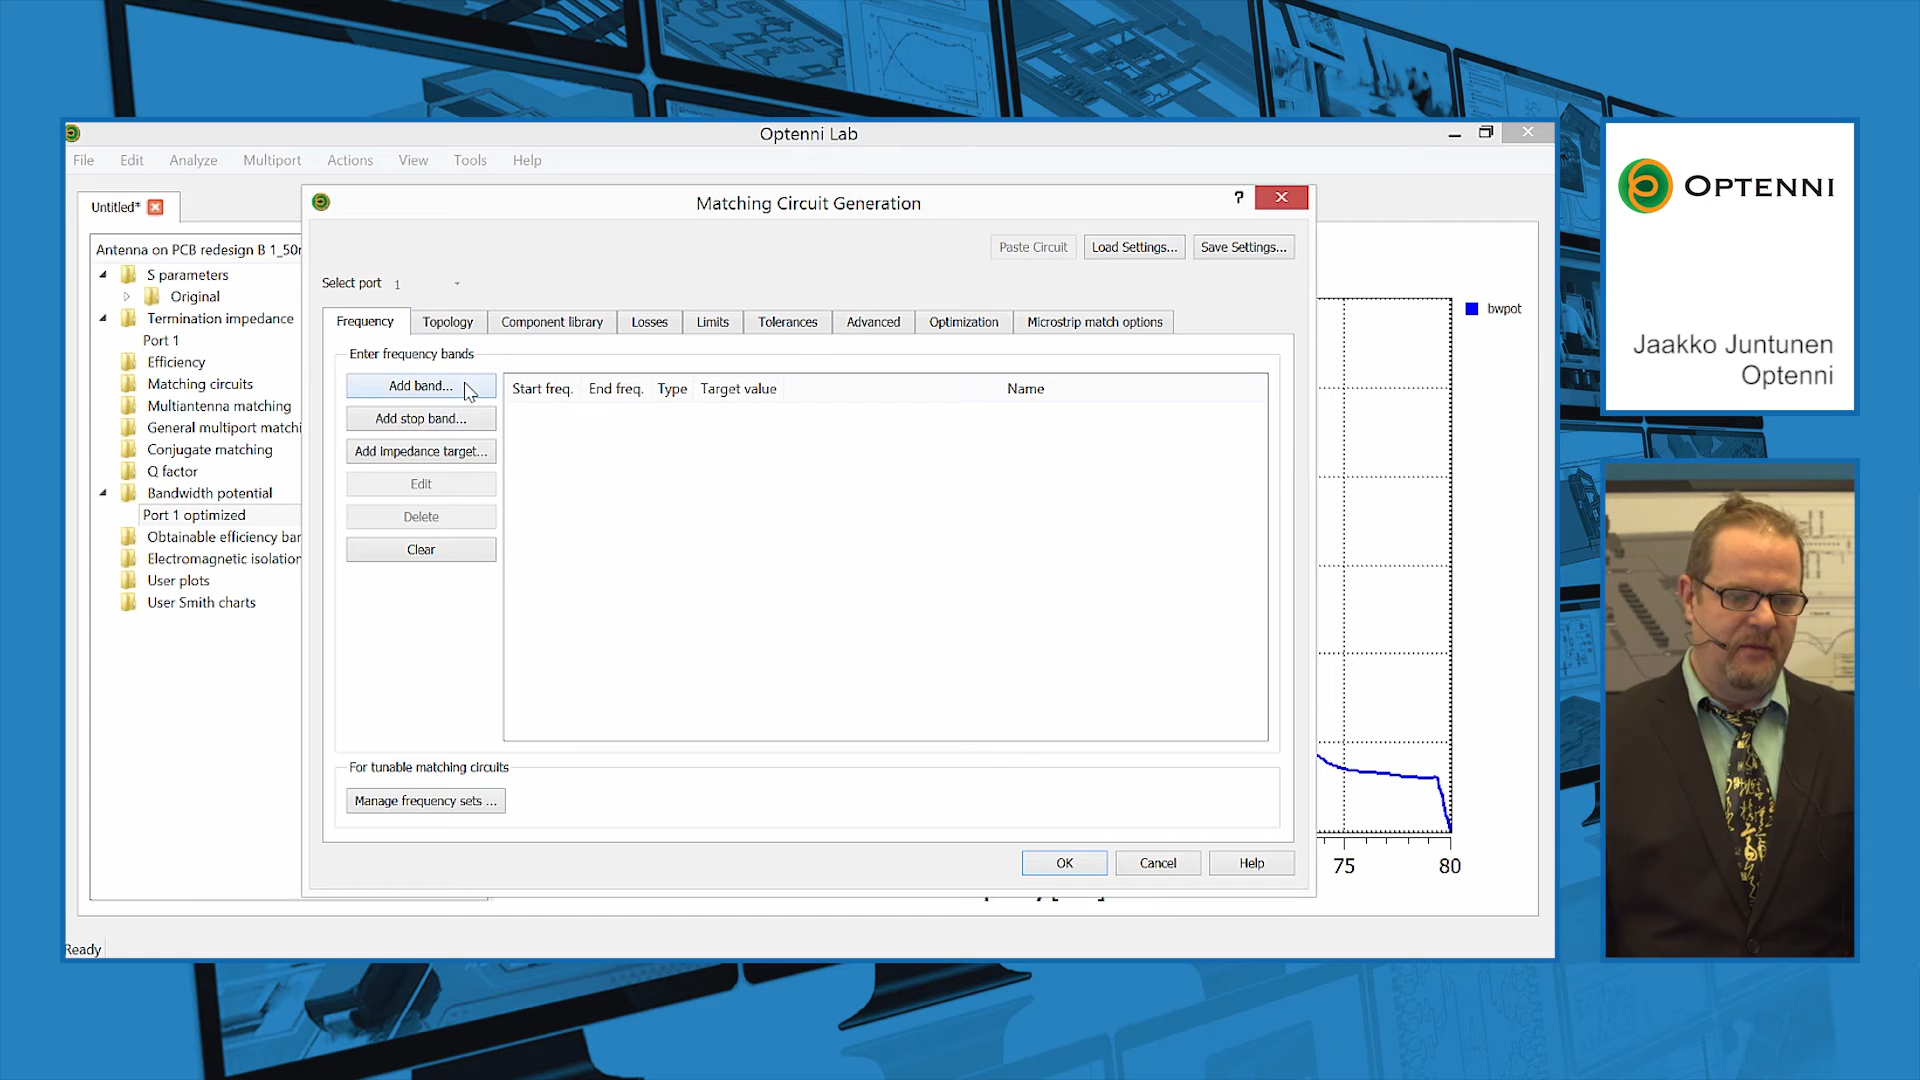 Optenni Lab
File Edit Analyze Multiport Actions View Tools Help
Untitled*
Antenna on PCB redesign B 1_50
S parameters
Original
Termination impedance
Port 1
Efficiency
Matching circuits
Multiantenna matching
General multiport matchi
Conjugate matching
Q factor
Bandwidth potential
Port 1 optimized
Obtainable efficiency bar
Electromagnetic isolation
User plots
User Smith charts
Ready
Matching Circuit Generation
?
Paste Circuit Load Settings... Save Settings...
Select port 1
Frequency Topology Component library Losses Limits Tolerances Advanced Optimization Microstrip match options
Enter frequency bands
Add band...
Add stop band...
Add impedance target...
Edit
Delete
Clear
Start freq. End freq. Type Target value Name
For tunable matching circuits
Manage frequency sets ...
OK Cancel Help
bwpot
75 80
OPTENNI
Jaakko Juntunen
Optenni